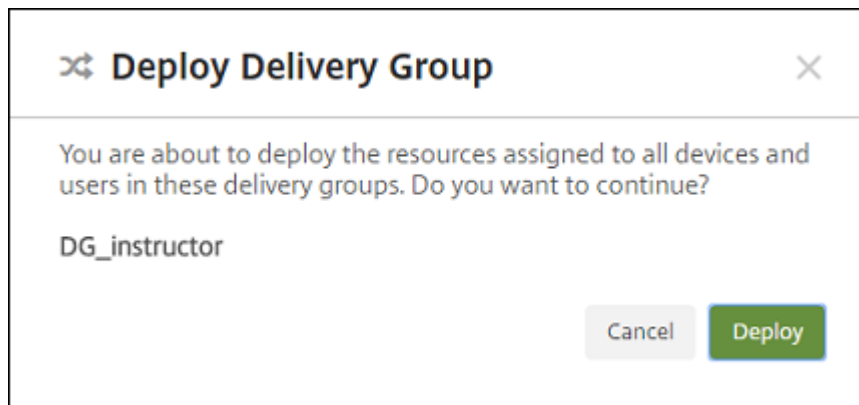 Deploy Delivery Group
You are about to deploy the resources assigned to all devices and
users in these delivery groups. Do you want to continue?
DG_instructor
Cancel
Deploy